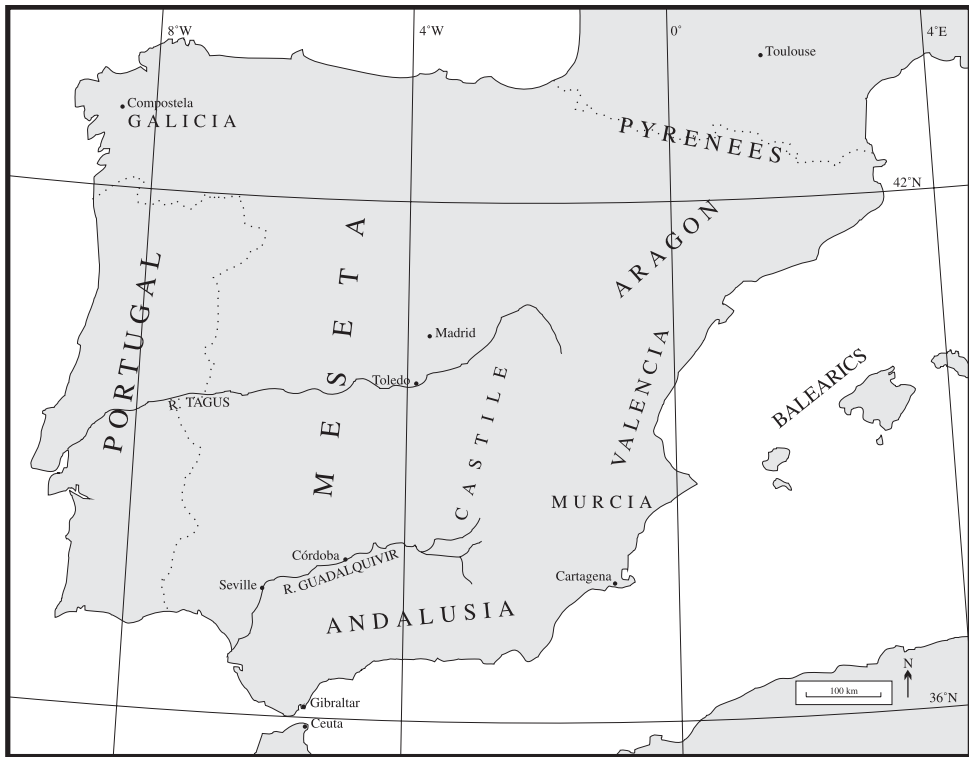 8°W
4°W
0°
4°E
Toulouse
Compostela
GALICIA
PYRENEES
42°N
ARAGON
MESETA
PORTUGAL
Madrid
VALENCIA
BALEARICS
Toledo
CASTILE
R. TAGUS
MURCIA
Córdoba
R. GUADALQUIVIR
Seville
Cartagena
ANDALUSIA
N
100 km
36°N
Gibraltar
Ceuta